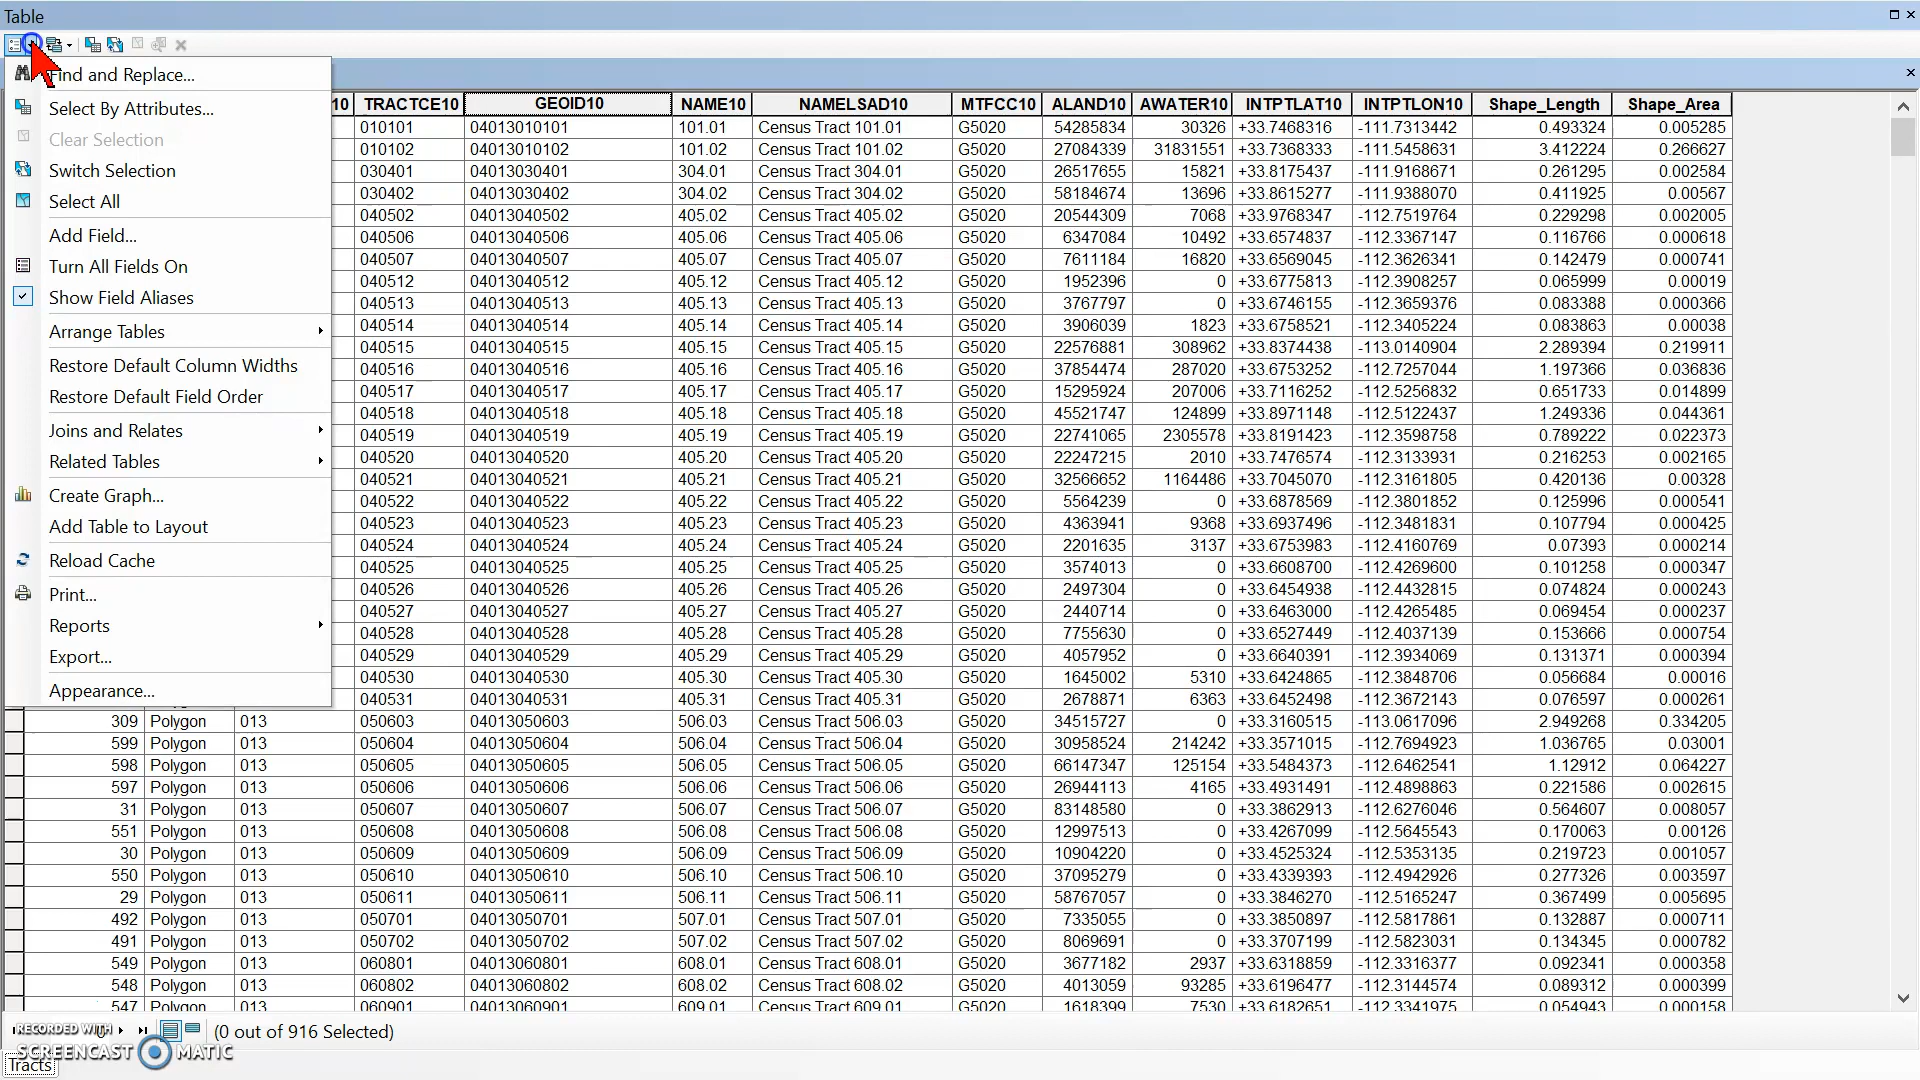 Table
Find and Replace...
Select By Attributes...
Clear Selection
Switch Selection
Select All
Add Field...
Turn All Fields On
Show Field Aliases
Arrange Tables
Restore Default Column Widths
Restore Default Field Order
Joins and Relates
Related Tables
Create Graph...
Add Table to Layout
Reload Cache
Print...
Reports
Export...
Appearance...
10 TRACTCE10 GEOID10 NAME10 NAMELSAD10 MTFCC10 ALAND10 AWATER10 INTPTLAT10 INTPTLON10 Shape_Length Shape_Area
010101 04013010101 101.01 Census Tract 101.01 G5020 54285834 30326 +33.7468316 -111.7313442 0.493324 0.005285
010102 04013010102 101.02 Census Tract 101.02 G5020 27084339 31831551 +33.7368333 -111.5458631 3.412224 0.266627
030401 04013030401 304.01 Census Tract 304.01 G5020 26517655 15821 +33.8175437 -111.9168671 0.261295 0.002584
030402 04013030402 304.02 Census Tract 304.02 G5020 58184674 13696 +33.8615277 -111.9388070 0.411925 0.00567
040502 04013040502 405.02 Census Tract 405.02 G5020 20544309 7068 +33.9768347 -112.7519764 0.229298 0.002005
040506 04013040506 405.06 Census Tract 405.06 G5020 6347084 10492 +33.6574837 -112.3367147 0.116766 0.000618
040507 04013040507 405.07 Census Tract 405.07 G5020 7611184 16820 +33.6569045 -112.3626341 0.142479 0.000741
040512 04013040512 405.12 Census Tract 405.12 G5020 1952396 0 +33.6775813 -112.3908257 0.065999 0.00019
040513 04013040513 405.13 Census Tract 405.13 G5020 3767797 0 +33.6746155 -112.3659376 0.083388 0.000366
040514 04013040514 405.14 Census Tract 405.14 G5020 3906039 1823 +33.6758521 -112.3405224 0.083863 0.00038
040515 04013040515 405.15 Census Tract 405.15 G5020 22576881 308962 +33.8374438 -113.0140904 2.289394 0.219911
040516 04013040516 405.16 Census Tract 405.16 G5020 37854474 287020 +33.6753252 -112.7257044 1.197366 0.036836
040517 04013040517 405.17 Census Tract 405.17 G5020 15295924 207006 +33.7116252 -112.5256832 0.651733 0.014899
040518 04013040518 405.18 Census Tract 405.18 G5020 45521747 124899 +33.8971148 -112.5122437 1.249336 0.044361
040519 04013040519 405.19 Census Tract 405.19 G5020 22741065 2305578 +33.8191423 -112.3598758 0.789222 0.022373
040520 04013040520 405.20 Census Tract 405.20 G5020 22247215 2010 +33.7476574 -112.3133931 0.216253 0.002165
040521 04013040521 405.21 Census Tract 405.21 G5020 32566652 1164486 +33.7045070 -112.3161805 0.420136 0.00328
040522 04013040522 405.22 Census Tract 405.22 G5020 5564239 0 +33.6878569 -112.3801852 0.125996 0.000541
040523 04013040523 405.23 Census Tract 405.23 G5020 4363941 9368 +33.6937496 -112.3481831 0.107794 0.000425
040524 04013040524 405.24 Census Tract 405.24 G5020 2201635 3137 +33.6753983 -112.4160769 0.07393 0.000214
040525 04013040525 405.25 Census Tract 405.25 G5020 3574013 0 +33.6608700 -112.4269600 0.101258 0.000347
040526 04013040526 405.26 Census Tract 405.26 G5020 2497304 0 +33.6454938 -112.4432815 0.074824 0.000243
040527 04013040527 405.27 Census Tract 405.27 G5020 2440714 0 +33.6463000 -112.4265485 0.069454 0.000237
040528 04013040528 405.28 Census Tract 405.28 G5020 7755630 0 +33.6527449 -112.4037139 0.153666 0.000754
040529 04013040529 405.29 Census Tract 405.29 G5020 4057952 0 +33.6640391 -112.3934069 0.131371 0.000394
040530 04013040530 405.30 Census Tract 405.30 G5020 1645002 5310 +33.6424865 -112.3848706 0.056684 0.00016
040531 04013040531 405.31 Census Tract 405.31 G5020 2678871 6363 +33.6452498 -112.3672143 0.076597 0.000261
309 Polygon 013 050603 04013050603 506.03 Census Tract 506.03 G5020 34515727 0 +33.3160515 -113.0617096 2.949268 0.334205
599 Polygon 013 050604 04013050604 506.04 Census Tract 506.04 G5020 30958524 214242 +33.3571015 -112.7694923 1.036765 0.03001
598 Polygon 013 050605 04013050605 506.05 Census Tract 506.05 G5020 66147347 125154 +33.5484373 -112.6462541 1.12912 0.064227
597 Polygon 013 050606 04013050606 506.06 Census Tract 506.06 G5020 26944113 4165 +33.4931491 -112.4898863 0.221586 0.002615
31 Polygon 013 050607 04013050607 506.07 Census Tract 506.07 G5020 83148580 0 +33.3862913 -112.6276046 0.564607 0.008057
551 Polygon 013 050608 04013050608 506.08 Census Tract 506.08 G5020 12997513 0 +33.4267099 -112.5645543 0.170063 0.00126
30 Polygon 013 050609 04013050609 506.09 Census Tract 506.09 G5020 10904220 0 +33.4525324 -112.5353135 0.219723 0.001057
550 Polygon 013 050610 04013050610 506.10 Census Tract 506.10 G5020 37095279 0 +33.4339393 -112.4942926 0.277326 0.003597
29 Polygon 013 050611 04013050611 506.11 Census Tract 506.11 G5020 58767057 0 +33.3846270 -112.5165247 0.367499 0.005695
492 Polygon 013 050701 04013050701 507.01 Census Tract 507.01 G5020 7335055 0 +33.3850897 -112.5817861 0.132887 0.000711
491 Polygon 013 050702 04013050702 507.02 Census Tract 507.02 G5020 8069691 0 +33.3707199 -112.5823031 0.134345 0.000782
549 Polygon 013 060801 04013060801 608.01 Census Tract 608.01 G5020 3677182 2937 +33.6318859 -112.3316377 0.092341 0.000358
548 Polygon 013 060802 04013060802 608.02 Census Tract 608.02 G5020 4013059 93285 +33.6196477 -112.3144574 0.089312 0.000399
547 Polygon 013 060901 04013060901 609.01 Census Tract 609.01 G5020 1618399 7530 +33.6182651 -112.3341975 0.054943 0.000158
(0 out of 916 Selected)
RECORDED WITH
SCREENCAST MATIC
Tracts